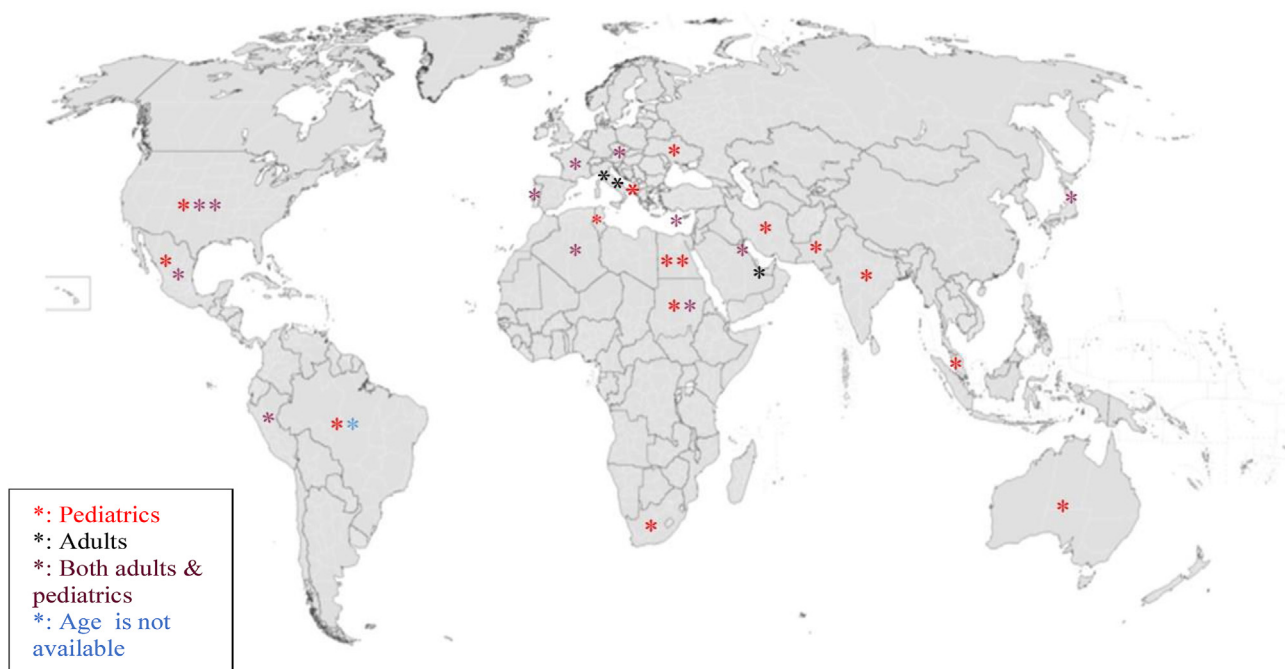 *: Pediatrics
*: Adults
*: Both adults &
pediatrics
*: Age is not
available